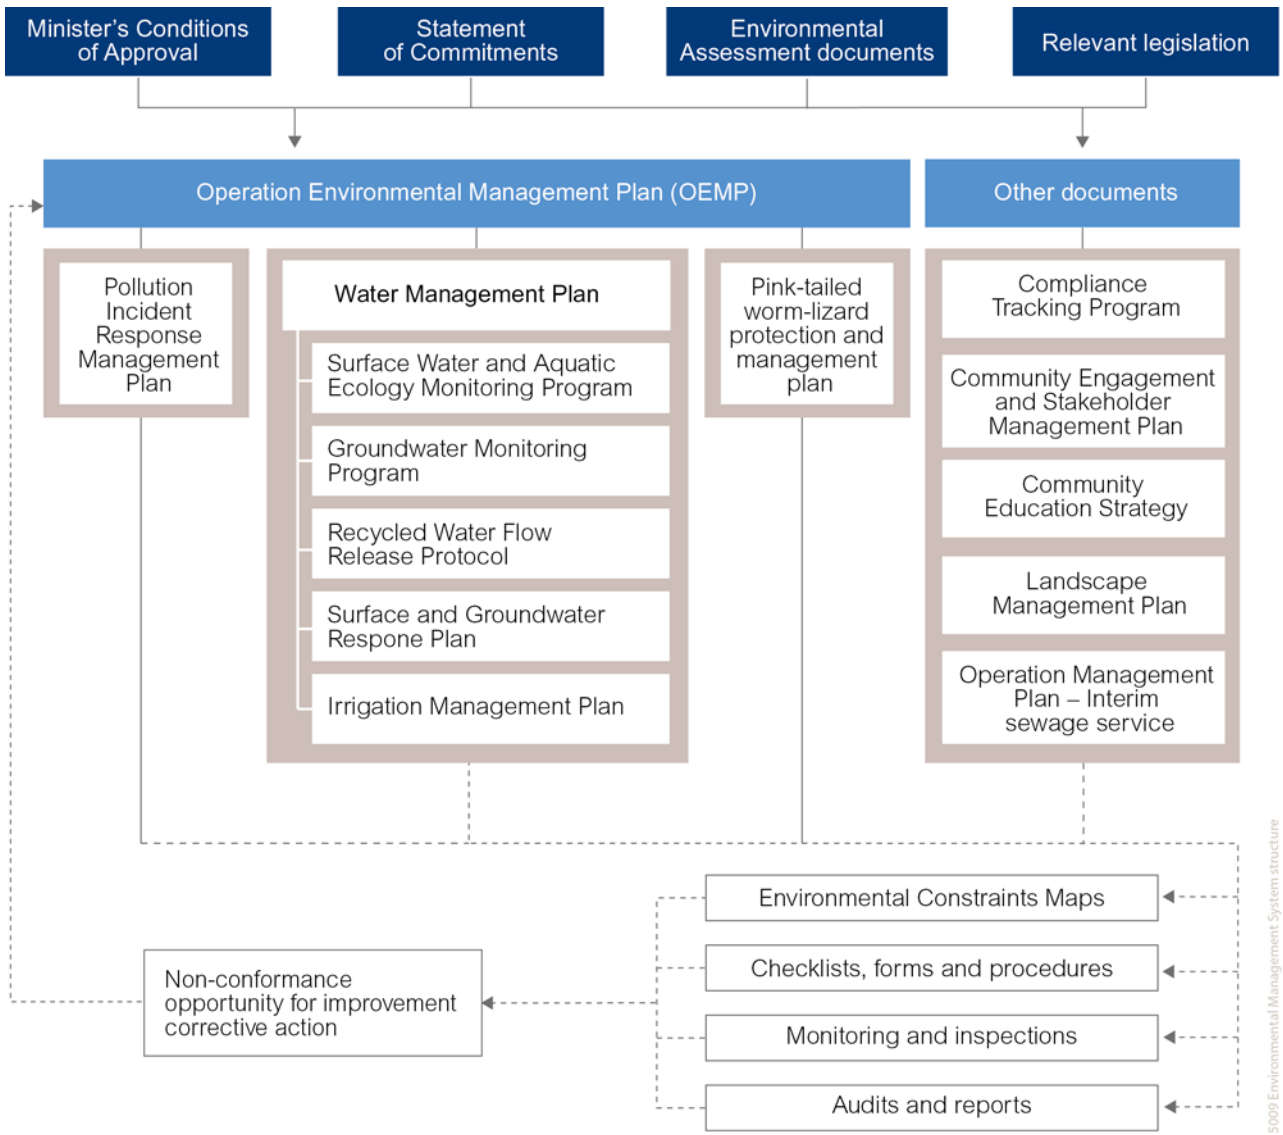 Minister's Conditions
of Approval
Statement
of Commitments
Environmental
Assessment documents
Relevant legislation
Operation Environmental Management Plan (OEMP)
Other documents
Pollution
Incident
Response
Management
Plan
Water Management Plan
Surface Water and Aquatic
Ecology Monitoring Program
Groundwater Monitoring
Program
Recycled Water Flow
Release Protocol
Surface and Groundwater
Respone Plan
Irrigation Management Plan
Pink-tailed
worm-lizard
protection and
management
plan
Compliance
Tracking Program
Community Engagement
and Stakeholder
Management Plan
Community
Education Strategy
Landscape
Management Plan
Operation Management
Plan – Interim
sewage service
Environmental Constraints Maps
Checklists, forms and procedures
Monitoring and inspections
Audits and reports
Non-conformance
opportunity for improvement
corrective action
5009 Environmental Management System structure